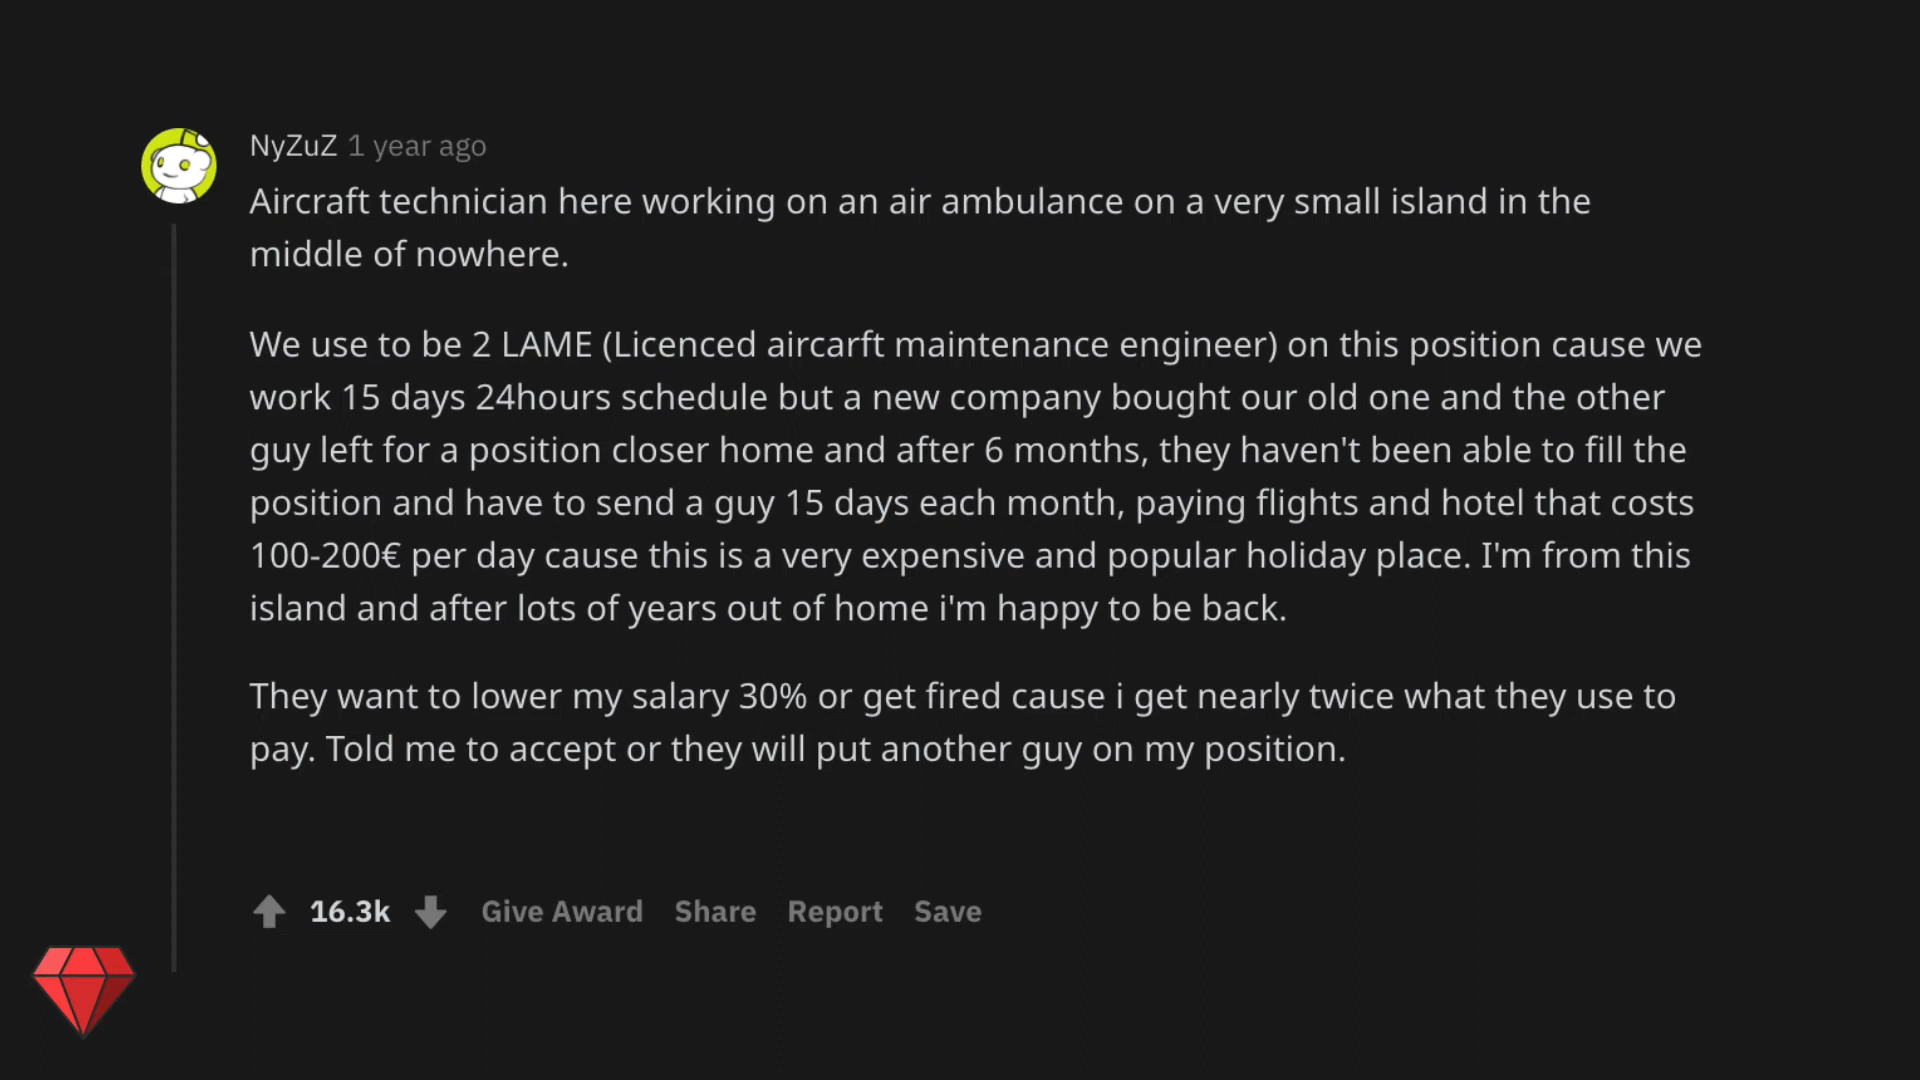 NyZuZ 1 year ago
Aircraft technician here working on an air ambulance on a very small island in the
middle of nowhere.
We use to be 2 LAME (Licenced aircarft maintenance engineer) on this position cause we
work 15 days 24hours schedule but a new company bought our old one and the other
guy left for a position closer home and after 6 months, they haven't been able to fill the
position and have to send a guy 15 days each month, paying flights and hotel that costs
100-200€ per day cause this is a very expensive and popular holiday place. I'm from this
island and after lots of years out of home i'm happy to be back.
They want to lower my salary 30% or get fired cause i get nearly twice what they use to
pay. Told me to accept or they will put another guy on my position.
16.3k Give Award Share Report Save